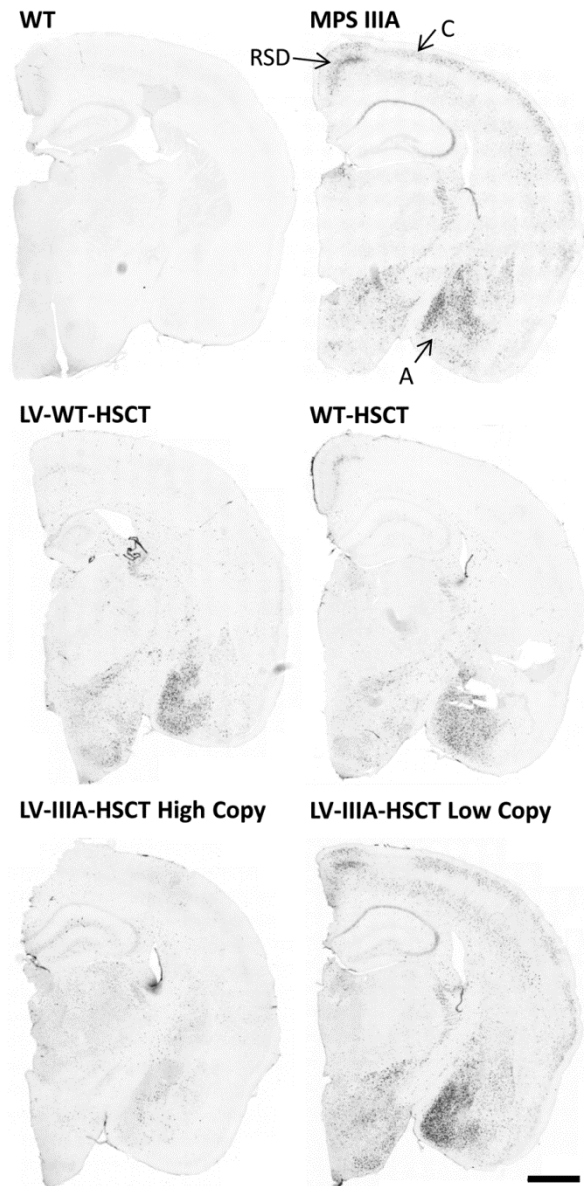 WT
MPS IIIA
C
RSD
A
LV-WT-HSCT
WT-HSCT
LV-IIIA-HSCT High Copy
LV-IIIA-HSCT Low Copy